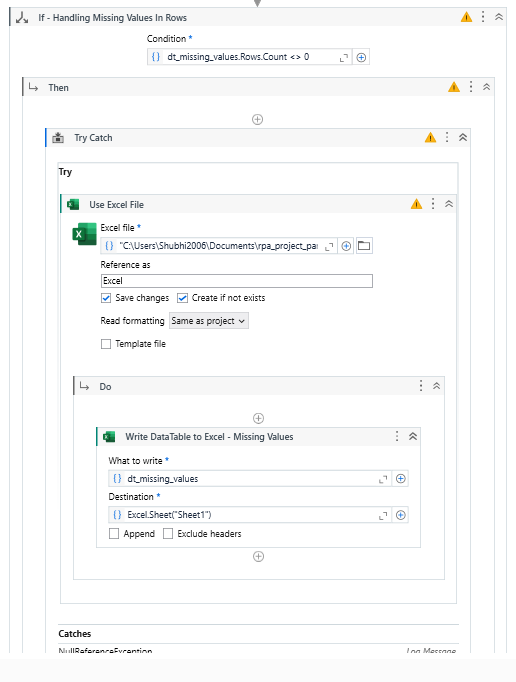 If - Handling Missing Values In Rows
Condition *
dt_missing_values.Rows.Count <> 0
Then
Try Catch
Try
Use Excel File
Excel file *
"C:\Users\Shubhi2006\Documents\rpa_project_pa
Reference as
Excel
Save changes Create if not exists
Read formatting Same as project
Template file
Do
Write DataTable to Excel - Missing Values
What to write *
dt_missing_values
Destination *
Excel.Sheet("Sheet1")
Append Exclude headers
Catches
NullReferenceException Log Message